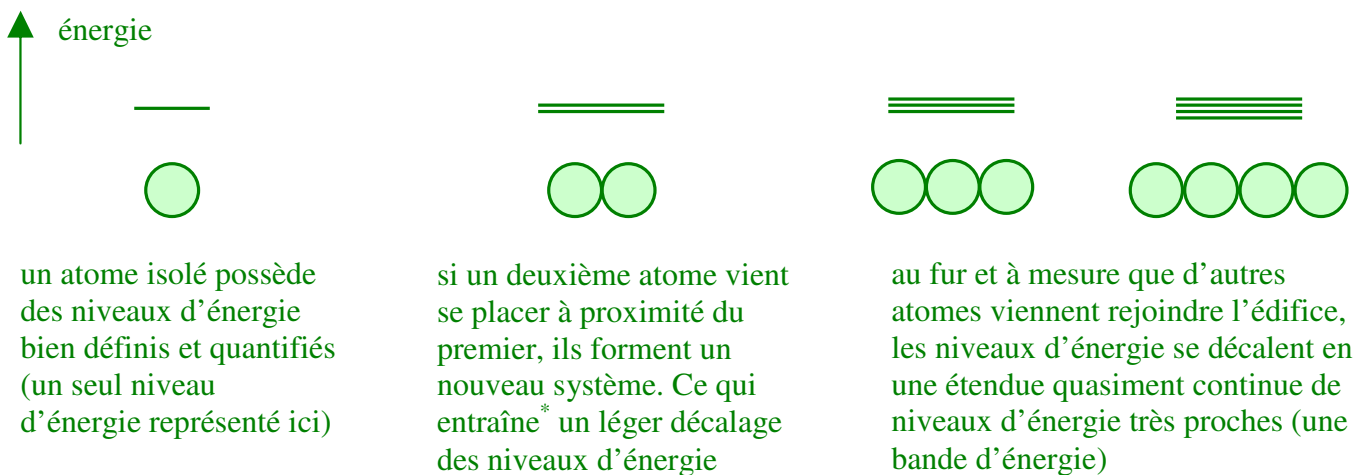 énergie
un atome isolé possède
des niveaux d’énergie
bien définis et quantifiés
(un seul niveau
d’énergie représenté ici)
si un deuxième atome vient
se placer à proximité du
premier, ils forment un
nouveau système. Ce qui
entraîne* un léger décalage
des niveaux d’énergie
au fur et à mesure que d’autres
atomes viennent rejoindre l’édifice,
les niveaux d’énergie se décalent en
une étendue quasiment continue de
niveaux d’énergie très proches (une
bande d’énergie)